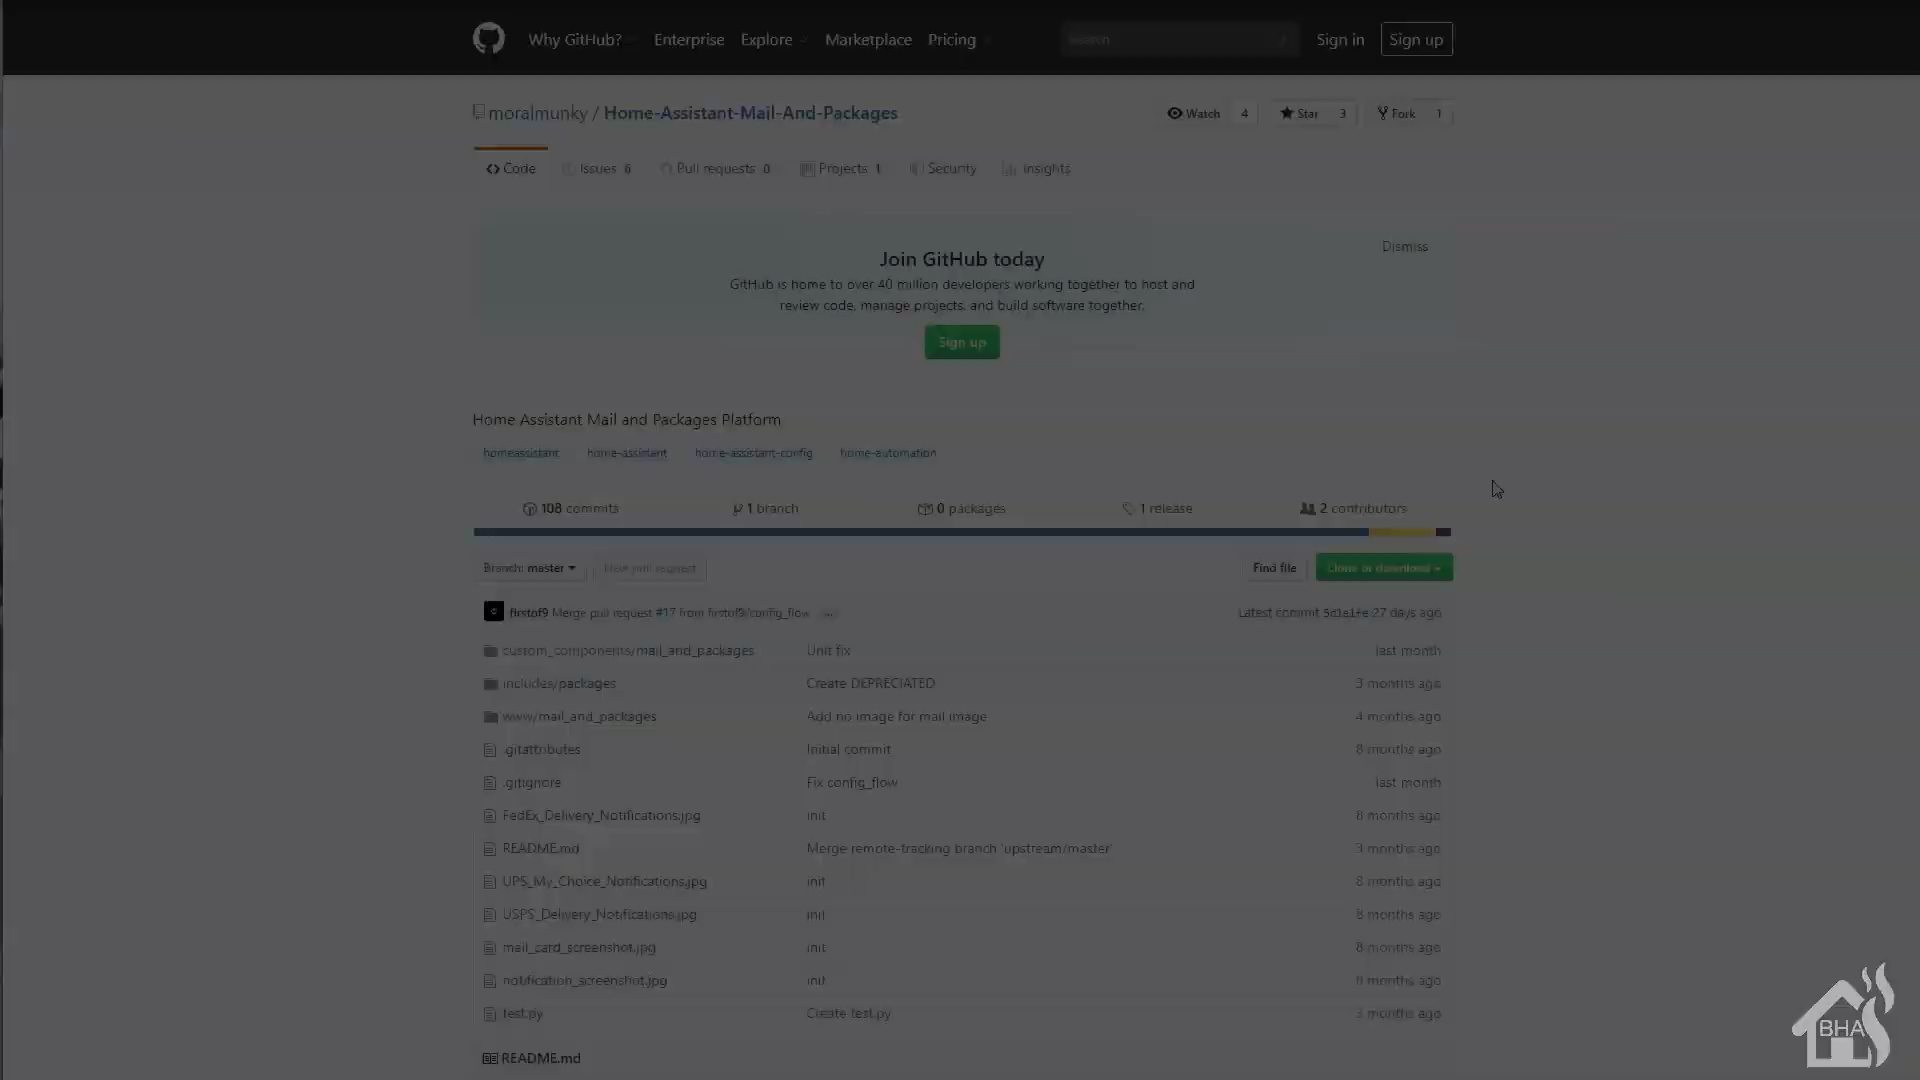 Why GitHub? Enterprise Explore Marketplace Pricing Search Sign in Sign up
moralmunky / Home-Assistant-Mail-And-Packages Watch 4 Star 3 Fork 1
Code Issues 6 Pull requests 0 Projects 1 Security Insights
Join GitHub today Dismiss
GitHub is home to over 40 million developers working together to host and
review code, manage projects, and build software together.
Sign up
Home Assistant Mail and Packages Platform
homeassistant home-assistant home-assistant-config home-automation
108 commits 1 branch 0 packages 1 release 2 contributors
Branch: master New pull request Find file Clone or download
firstof9 Merge pull request #17 from firstof9/config_flow ... Latest commit 27 days ago
custom_components/mail_and_packages Unit fix last month
includes/packages Create DEPRECIATED 3 months ago
www/mail_and_packages Add no image for mail image 4 months ago
.gitattributes Initial commit 8 months ago
.gitignore Fix config_flow last month
FedEx_Delivery_Notifications.jpg init 8 months ago
README.md Merge remote-tracking branch 'upstream/master' 3 months ago
UPS_My_Choice_Notifications.jpg init 8 months ago
USPS_Delivery_Notifications.jpg init 8 months ago
mail_card_screenshot.jpg init 8 months ago
notification_screenshot.jpg init 8 months ago
test.py Create test.py 3 months ago
README.md
BHA